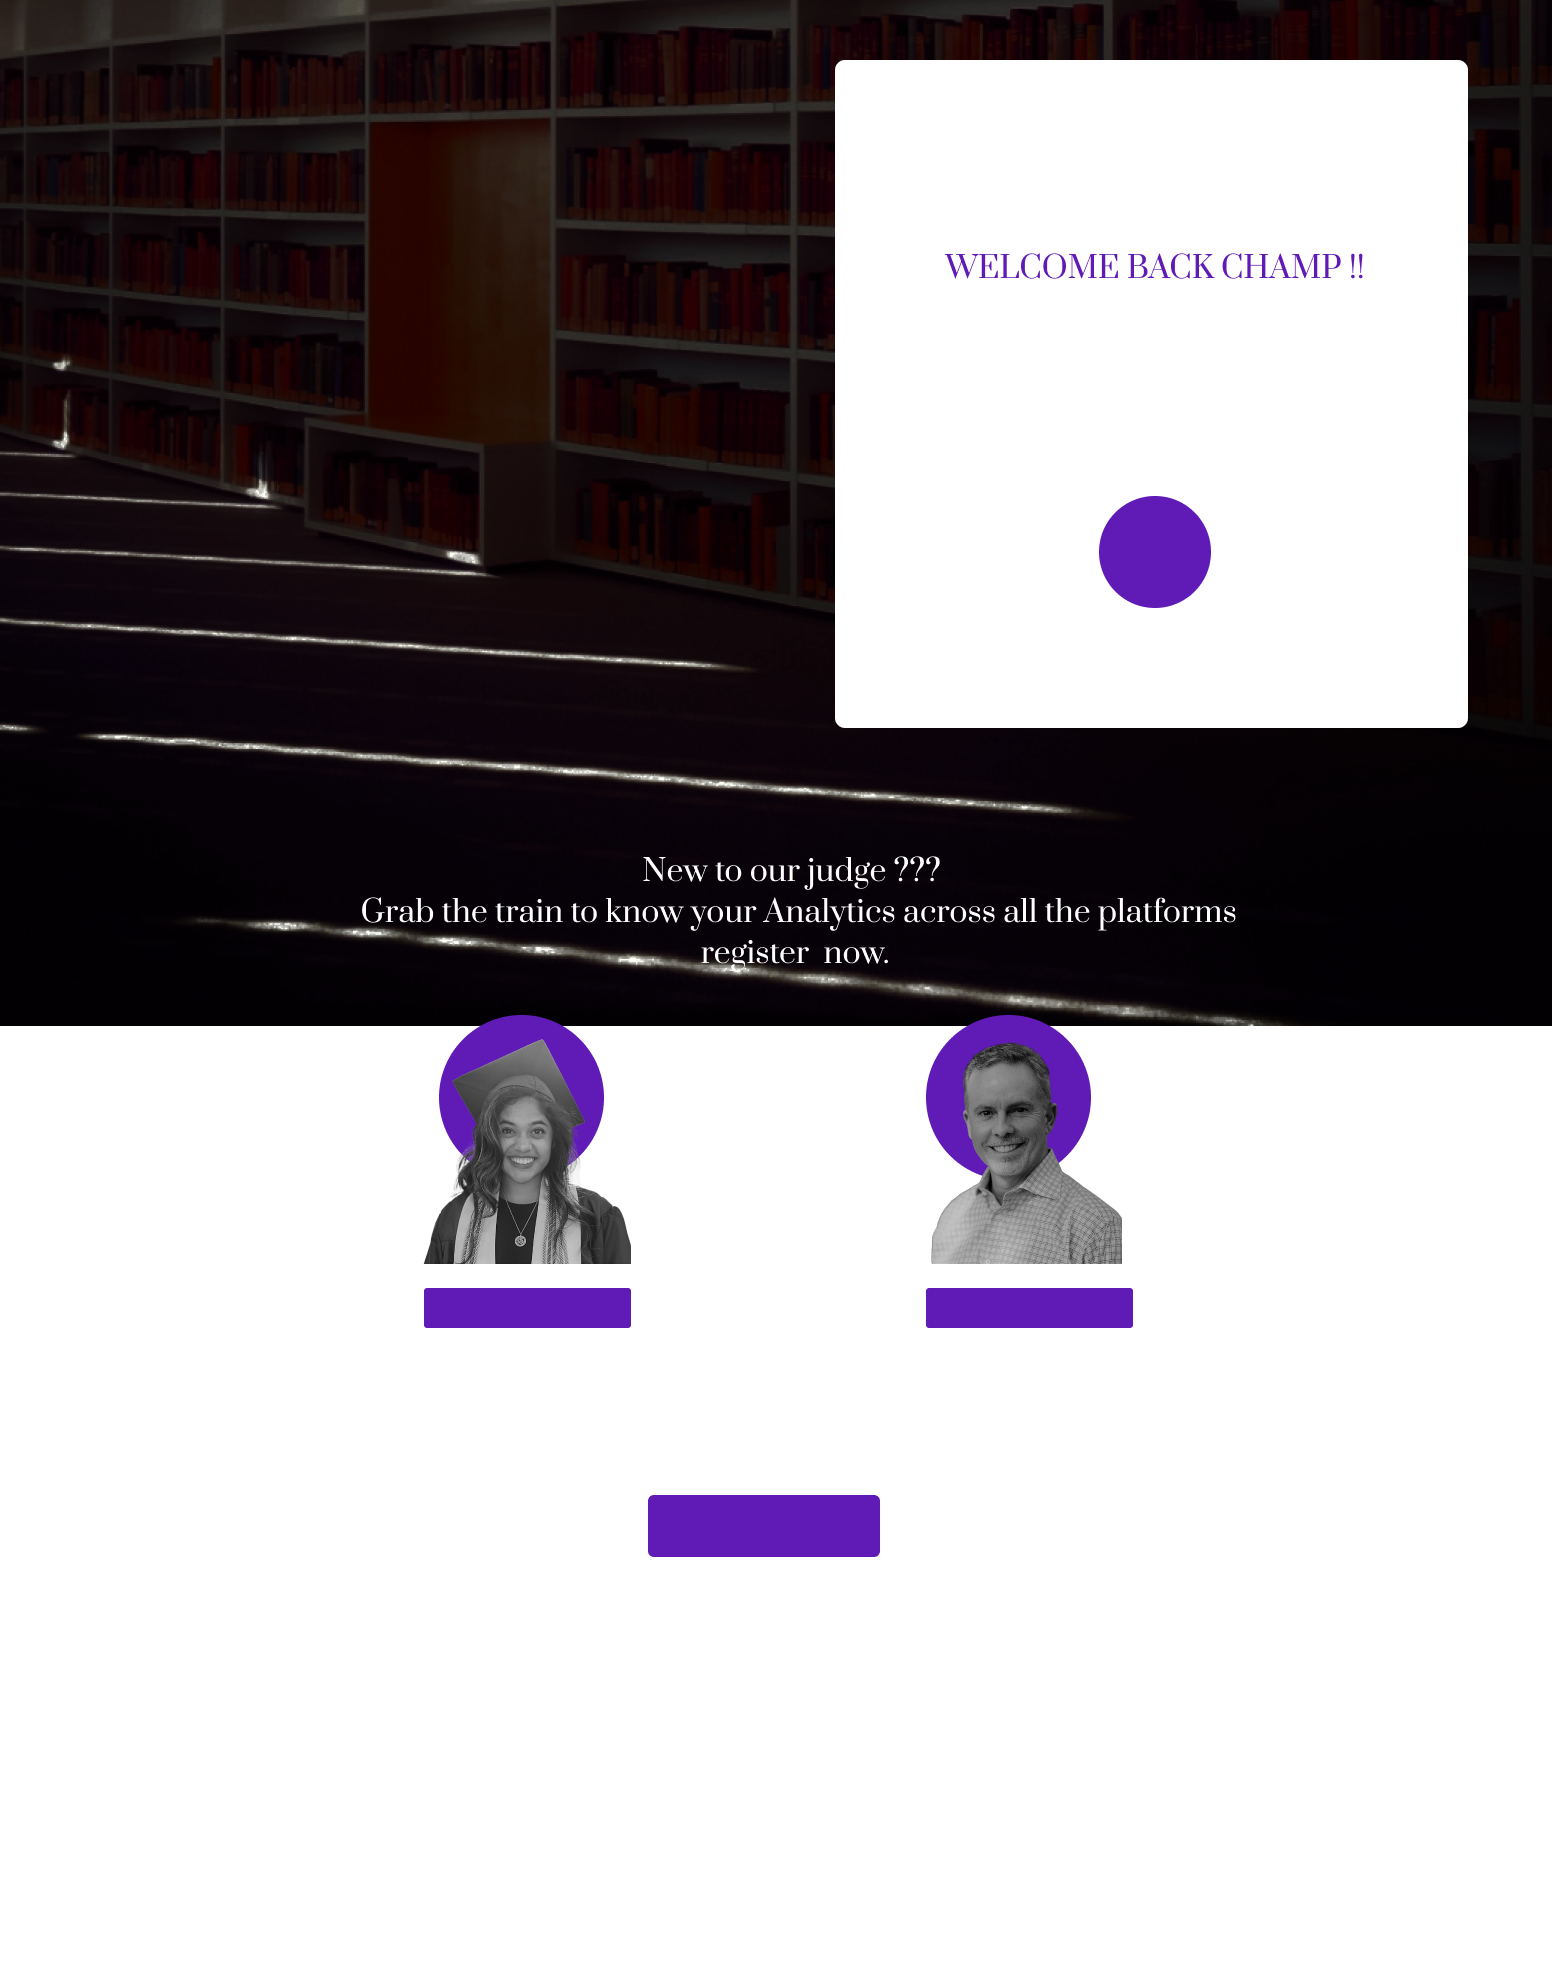 WELCOME BACK CHAMP !!
New to our judge ???
Grab the train to know your Analytics across all the platforms
register  now.